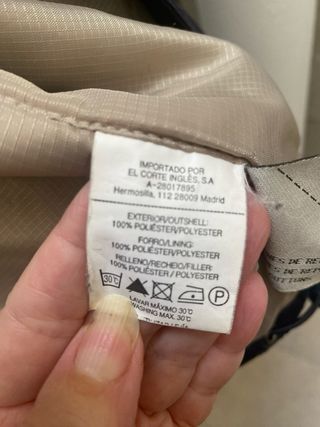 IMPORTADO POR
EL CORTE INGLÉS, S.A
A-28017895
Hermosilla, 112 28009 Madrid
EXTERIOR/OUTSHELL:
100% POLIÉSTER/POLYESTER
FORRO/LINING:
100% POLIÉSTER/POLYESTER
RELLENO/RECHEIO/FILLER:
100% POLIÉSTER/POLYESTER
30°C P
LAVAR MÁXIMO 30°C
WASHING MAX. 30°C